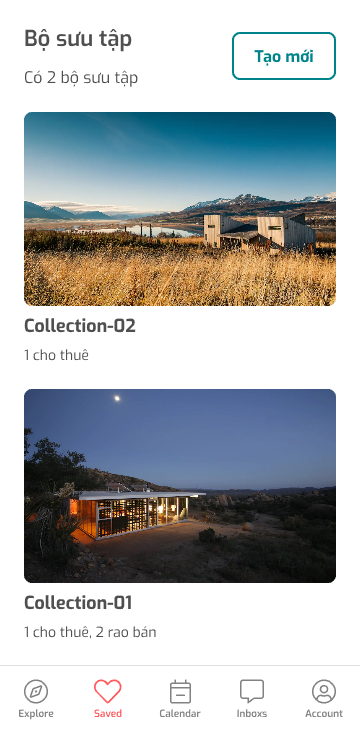 Bộ sưu tập
Có 2 bộ sưu tập
Tạo mới
Collection-02
1 cho thuê
Collection-01
1 cho thuê, 2 rao bán
Explore
Saved
Calendar
Inboxs
Account